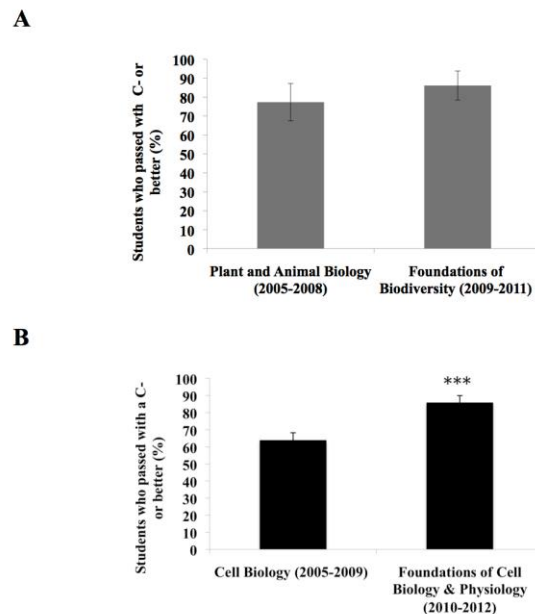 A
Students who passed wth C- or
better (%)
100
90
80
70
60
50
40
30
20
10
0
Plant and Animal Biology
(2005-2008)
Foundations of
Biodiversity (2009-2011)
B
Students who passed with a C-
or better (%)
100
90
80
70
60
50
40
30
20
10
0
***
Cell Biology (2005-2009)
Foundations of Cell
Biology & Physiology
(2010-2012)